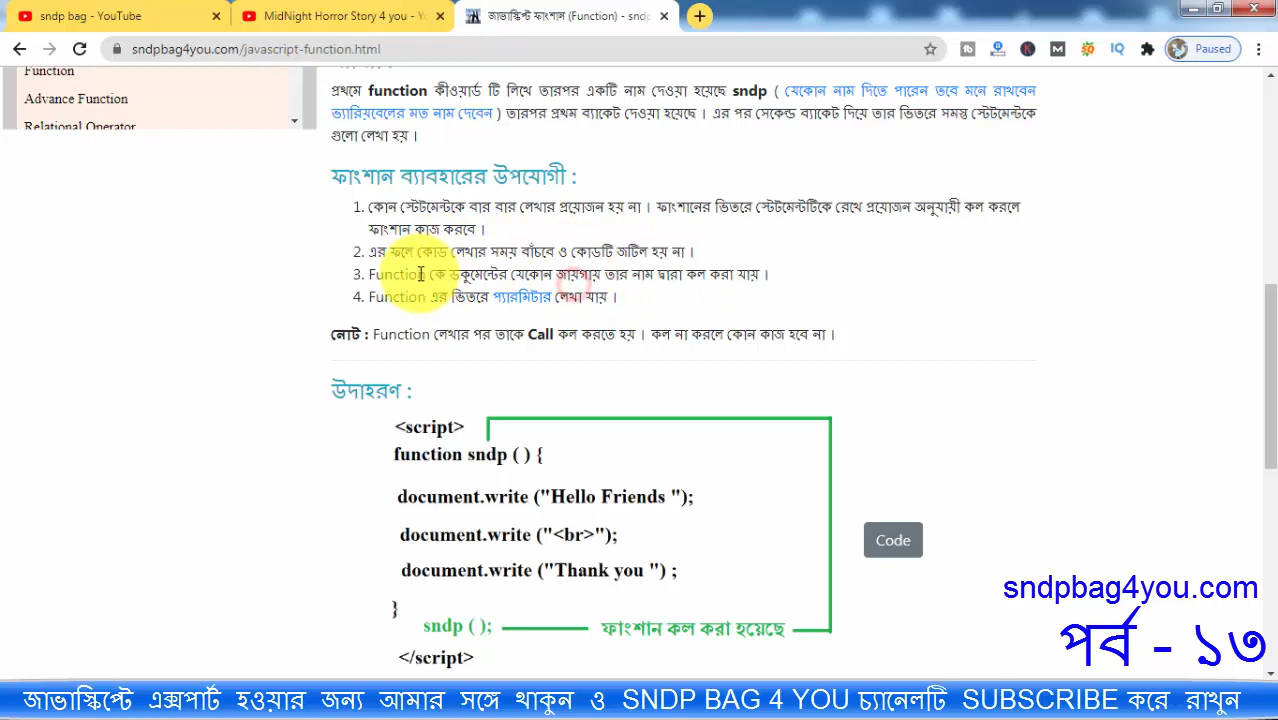 sndp bag - YouTube
MidNight Horror Story 4 you - Y
জাভাস্ক্রিপ্ট ফাংশান (Function) - sndp
sndpbag4you.com/javascript-function.html
Paused
Function
Advance Function
Relational Operator
প্রথমে function কীওয়ার্ড টি লিখে তারপর একটি নাম দেওয়া হয়েছে sndp ( যেকোন নাম দিতে পারেন তবে মনে রাখবেন
ভ্যারিয়বেলের মত নাম দেবেন ) তারপর প্রথম ব্যাকেট দেওয়া হয়েছে । এর পর সেকেন্ড ব্যাকেট দিয়ে তার ভিতরে সমস্ত স্টেটমেন্টকে
গুলো লেখা হয় ।
ফাংশান ব্যাবহারের উপযোগী :
1. কোন স্টেটমেন্টকে বার বার লেখার প্রয়োজন হয় না । ফাংশানের ভিতরে স্টেটমেন্টটিকে রেখে প্রয়োজন অনুযায়ী কল করলে
ফাংশান কাজ করবে ।
2. এর ফলে কোড লেখার সময় বাঁচবে ও কোডটি জটিল হয় না ।
3. Function কে ডকুমেন্টের যেকোন জায়গায় তার নাম দ্বারা কল করা যায় ।
4. Function এর ভিতরে প্যারমিটার লেখা যায় ।
নোট : Function লেখার পর তাকে Call কল করতে হয় । কল না করলে কোন কাজ হবে না ।
উদাহরণ :
<script>
function sndp ( ) {
document.write ("Hello Friends ");
document.write ("<br>");
Code
document.write ("Thank you ") ;
}
sndp ( ); ফাংশান কল করা হয়েছে
</script>
sndpbag4you.com
পর্ব - ১৩
জাভাস্ক্রিপ্টে এক্সপার্ট হওয়ার জন্য আমার সঙ্গে থাকুন ও SNDP BAG 4 YOU চ্যানেলটি SUBSCRIBE করে রাখুন